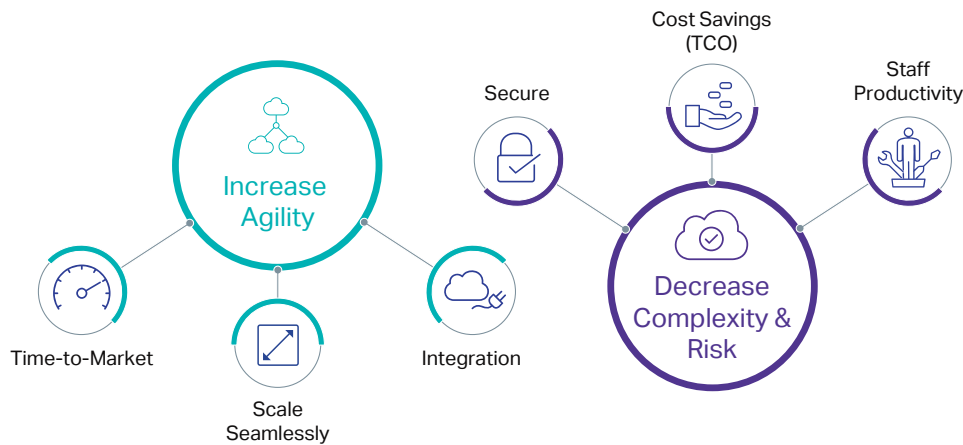 Increase
Agility
Time-to-Market
Scale
Seamlessly
Integration
Secure
Cost Savings
(TCO)
Staff
Productivity
Decrease
Complexity &
Risk